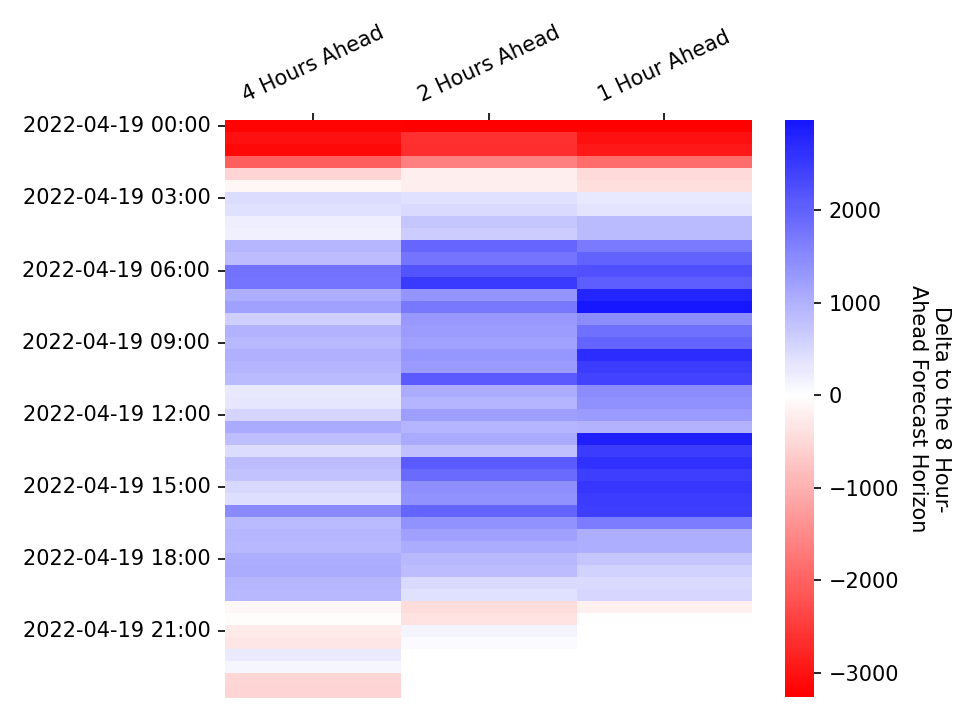 4 Hours Ahead
2 Hours Ahead
1 Hour Ahead
2022-04-19 00:00
2022-04-19 03:00
2022-04-19 06:00
2022-04-19 09:00
2022-04-19 12:00
2022-04-19 15:00
2022-04-19 18:00
2022-04-19 21:00
2000
1000
0
−1000
−2000
−3000
Delta to the 8 Hour-
Ahead Forecast Horizon